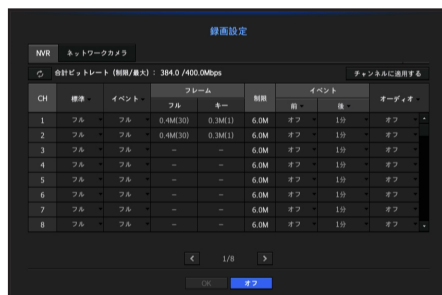 録画設定
NVR ネットワークカメラ
合計ビットレート (制限/最大) : 384.0 /400.0Mbps チャンネルに適用する
CH 標準 イベント フレーム 制限 イベント オーディオ
フル キー 前 後
1 フル フル 0.4M(30) 0.3M(1) 6.0M オフ 1分 オフ
2 フル フル 0.4M(30) 0.3M(1) 6.0M オフ 1分 オフ
3 フル フル – – 6.0M オフ 1分 オフ
4 フル フル – – 6.0M オフ 1分 オフ
5 フル フル – – 6.0M オフ 1分 オフ
6 フル フル – – 6.0M オフ 1分 オフ
7 フル フル – – 6.0M オフ 1分 オフ
8 フル フル – – 6.0M オフ 1分 オフ
< 1/8 >
OK オフ